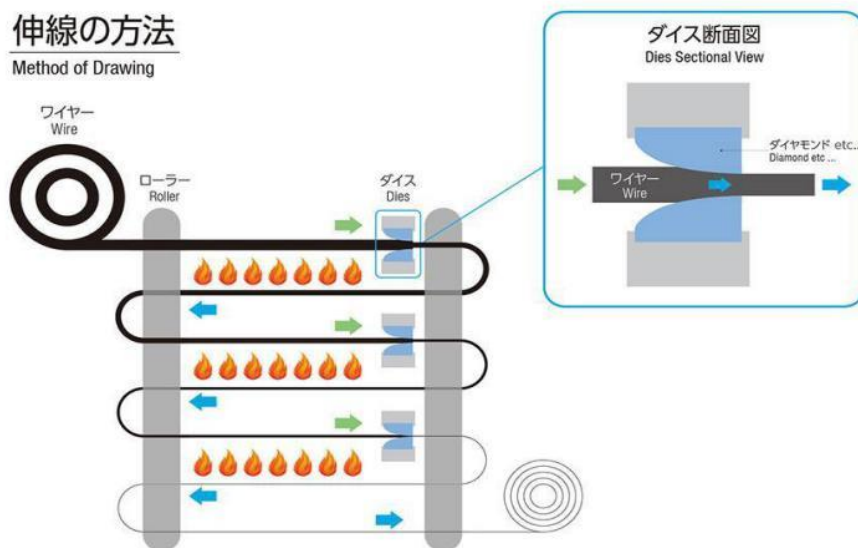 伸線の方法
Method of Drawing
ワイヤー
Wire
ローラー
Roller
ダイス
Dies
ダイス断面図
Dies Sectional View
ダイヤモンド etc..
Diamond etc ...
ワイヤー
Wire